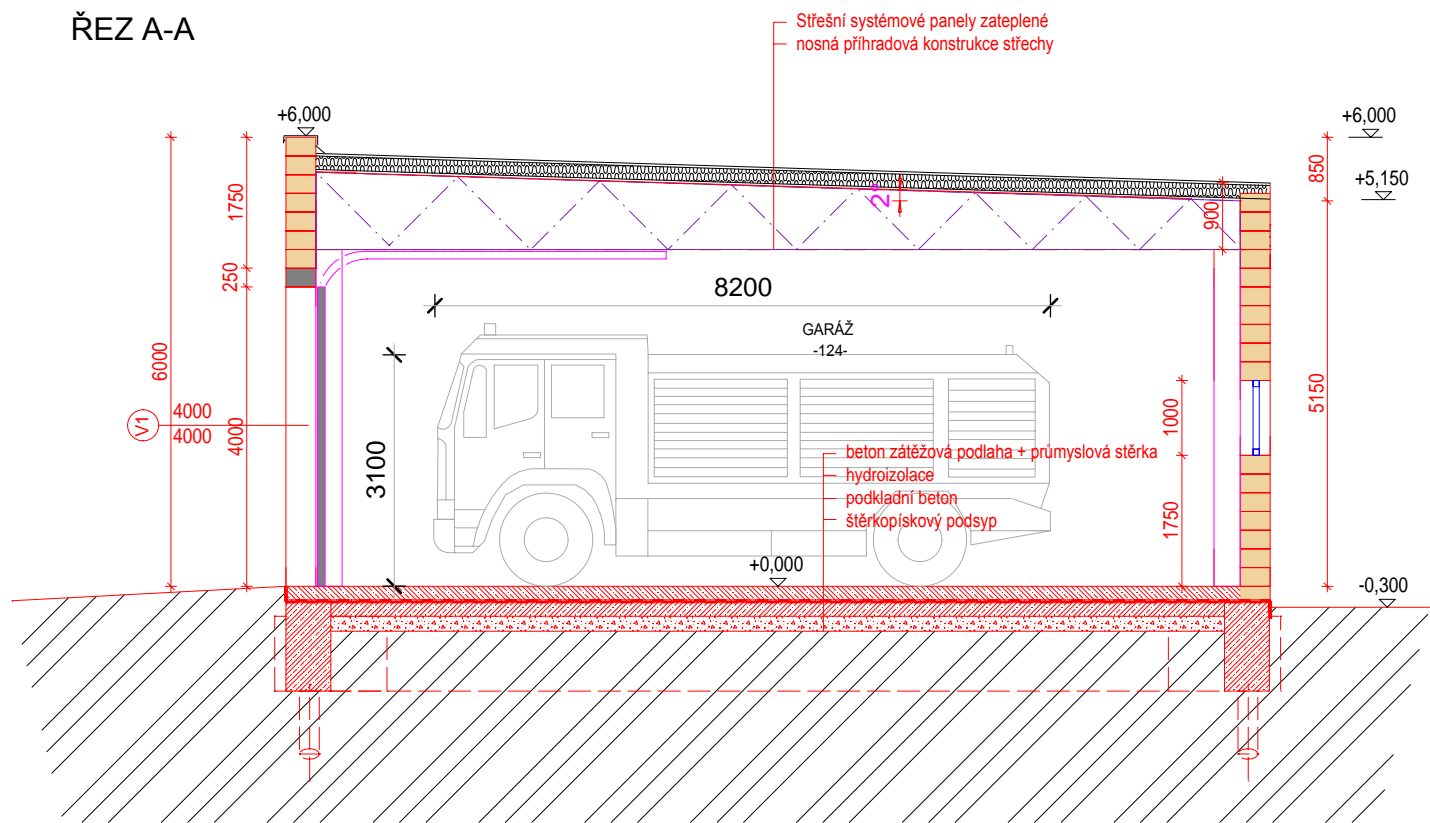 ŘEZ A-A
Střešní systémové panely zateplené
nosná příhradová konstrukce střechy
+6,000
+6,000
850
+5,150
1750
900
2°
250
8200
GARÁŽ
-124-
6000
5150
V1
4000
4000
4000
1000
3100
beton zátěžová podlaha + průmyslová stěrka
hydroizolace
podkladní beton
štěrkopískový podsyp
1750
+0,000
-0,300